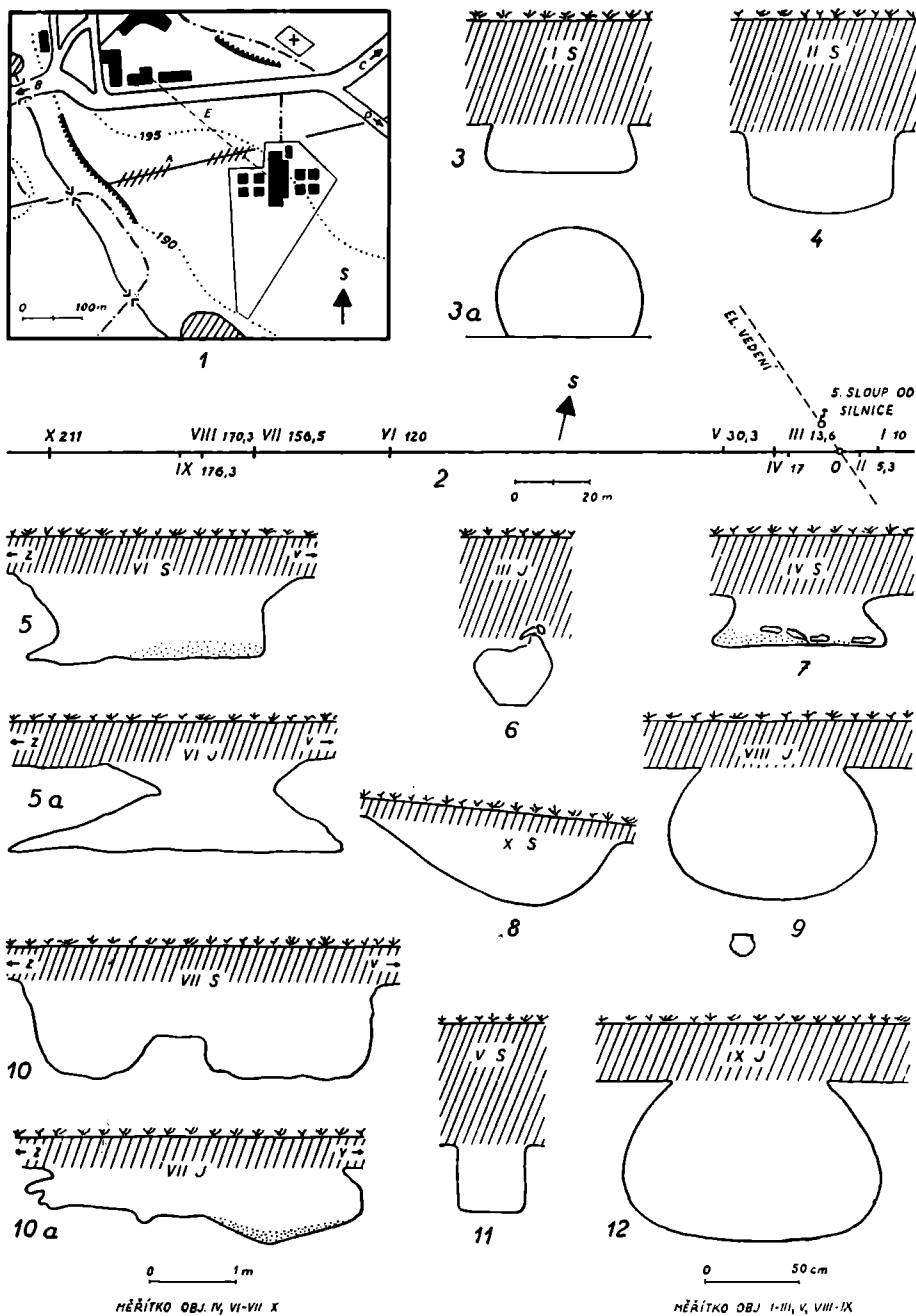 X
B
C
D
195
E
A
190
S
0 100m
1
I S
3
3a
II S
4
EL. VEDENÍ
5. SLOUP OD
SILNICE
S
X 211 VIII 170,3 VII 156,5 VI 120 V 30,3 III 13,6 I 10
IX 176,3 2 IV 17 0 II 5,3
0 20 m
← Z V →
VI S
5
III J
6
IV S
7
← Z V →
VI J
5a
X S
8
VIII J
9
← Z V →
VII S
10
V S
11
IX J
12
← Z V →
VII J
10a
0 1 m
MĚŘÍTKO OBJ. IV, VI-VII X
0 50 cm
MĚŘÍTKO OBJ I-III, V, VIII-IX